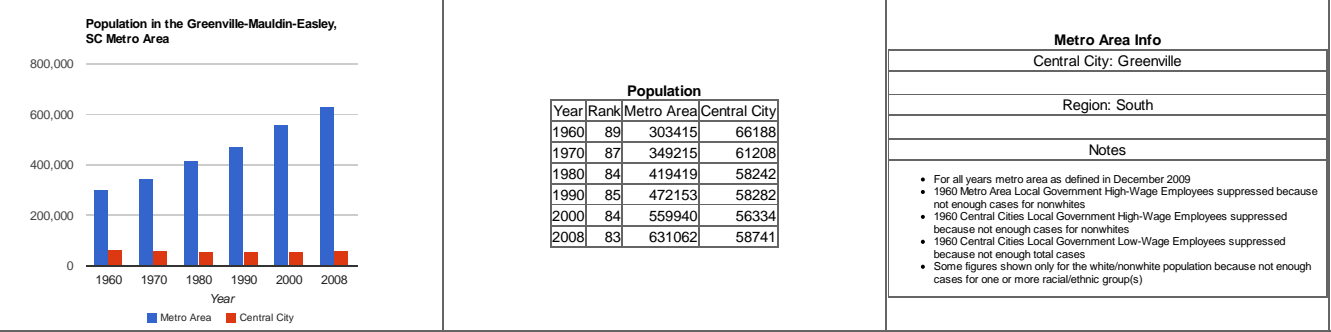 Population in the Greenville-Mauldin-Easley,
SC Metro Area
800,000
600,000
400,000
200,000
0
1960 1970 1980 1990 2000 2008
Year
Metro Area Central City
Population
Year Rank Metro Area Central City
1960 89 303415 66188
1970 87 349215 61208
1980 84 419419 58242
1990 85 472153 58282
2000 84 559940 56334
2008 83 631062 58741
Metro Area Info
Central City: Greenville
Region: South
Notes
• For all years metro area as defined in December 2009
• 1960 Metro Area Local Government High-Wage Employees suppressed because
not enough cases for nonwhites
• 1960 Central Cities Local Government High-Wage Employees suppressed
because not enough cases for nonwhites
• 1960 Central Cities Local Government Low-Wage Employees suppressed
because not enough total cases
• Some figures shown only for the white/nonwhite population because not enough
cases for one or more racial/ethnic group(s)